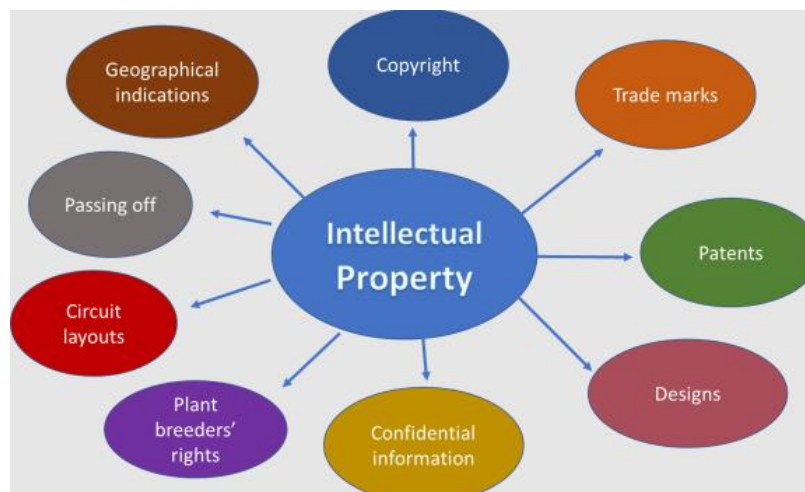 Geographical
indications
Copyright
Trade marks
Passing off
Intellectual
Property
Patents
Circuit
layouts
Designs
Plant
breeders'
rights
Confidential
information